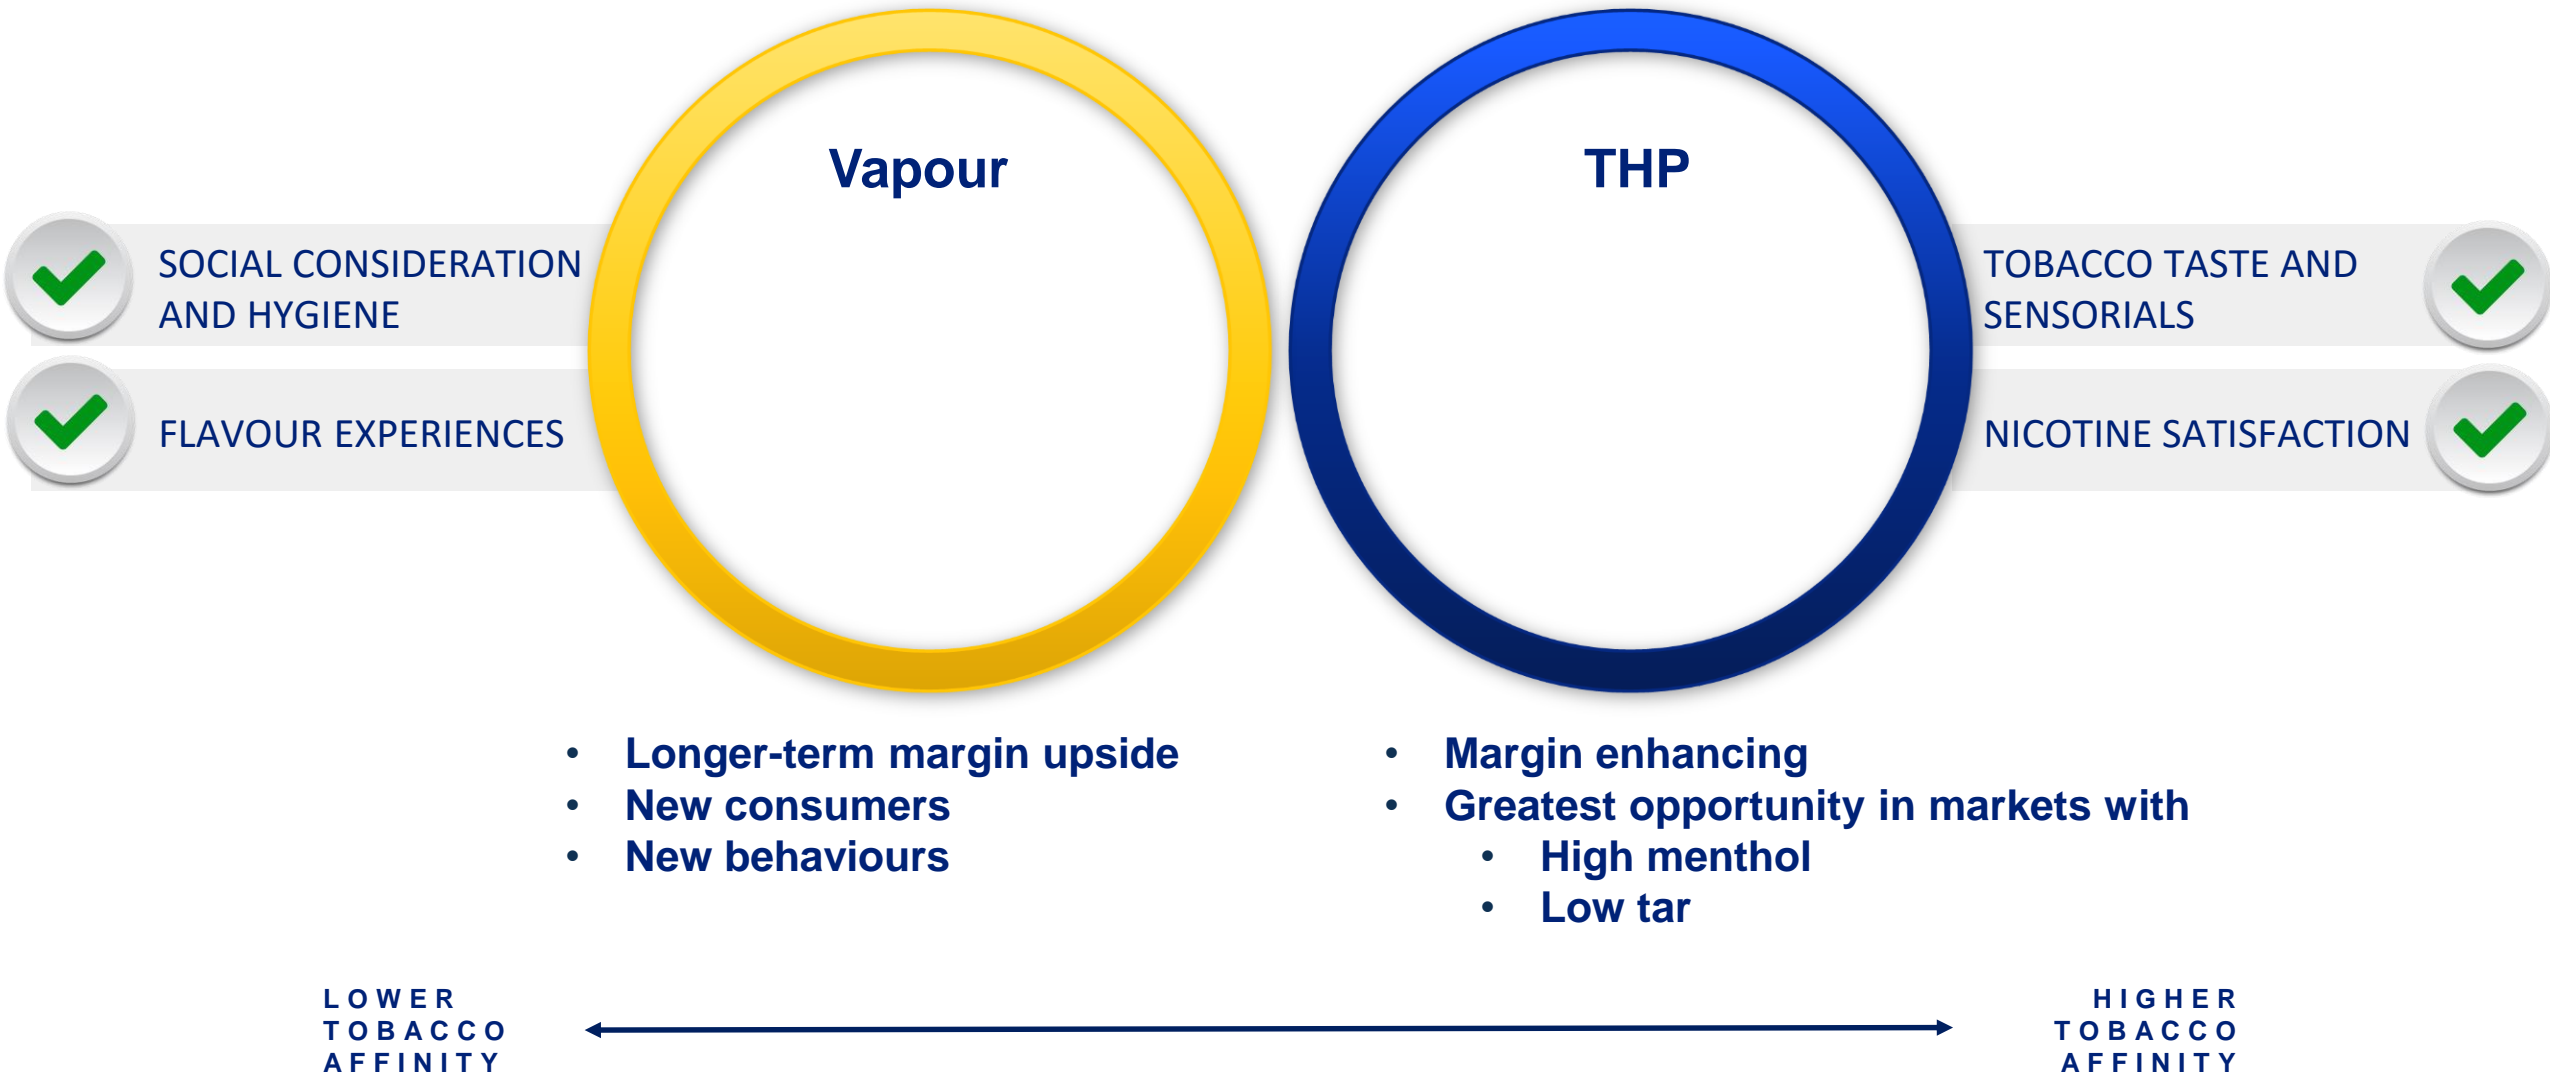 Vapour
SOCIAL CONSIDERATION
AND HYGIENE
FLAVOUR EXPERIENCES
• Longer-term margin upside
• New consumers
• New behaviours
THP
TOBACCO TASTE AND
SENSORIALS
NICOTINE SATISFACTION
• Margin enhancing
• Greatest opportunity in markets with
• High menthol
• Low tar
LOWER
TOBACCO
AFFINITY
HIGHER
TOBACCO
AFFINITY